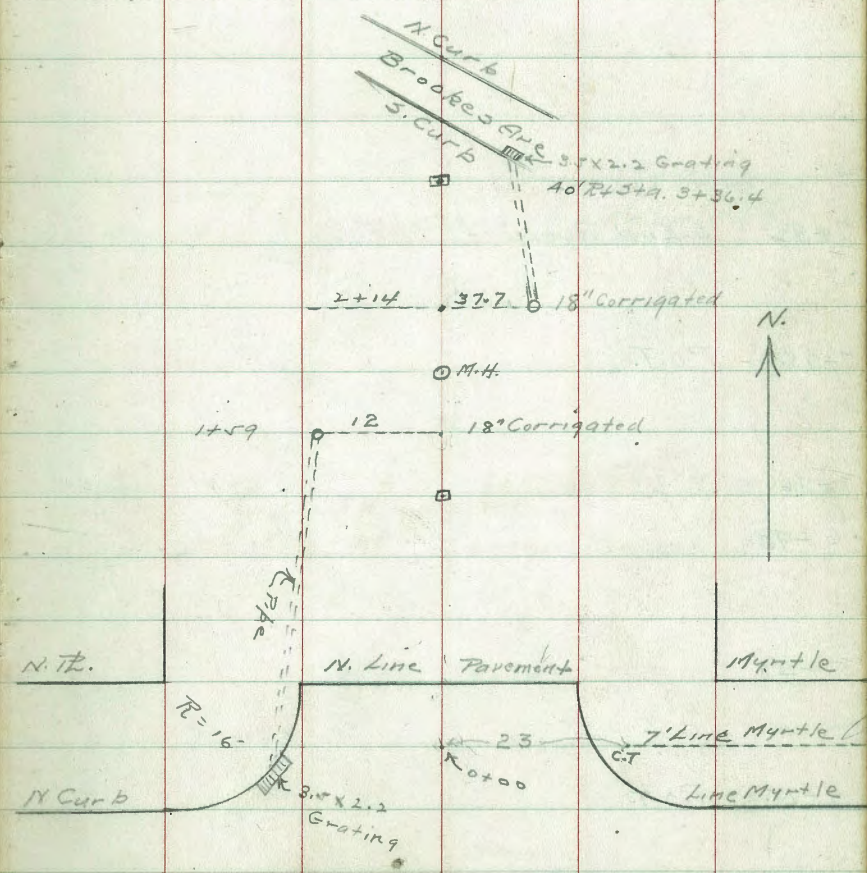 N. Curb
Brookes Ave
S. Curb
3.5 x 2.2 Grating
40' Rt Sta. 3+36.4
2+14 37.7 18" Corrigated
N.
M.H.
1+59 12 18" Corrigated
Pipe
N. PL. N. Line Pavement Myrtle
R=16-
23 7' Line Myrtle
C.T
0+00
N Curb 3.5 x 2.2 Line Myrtle
Grating